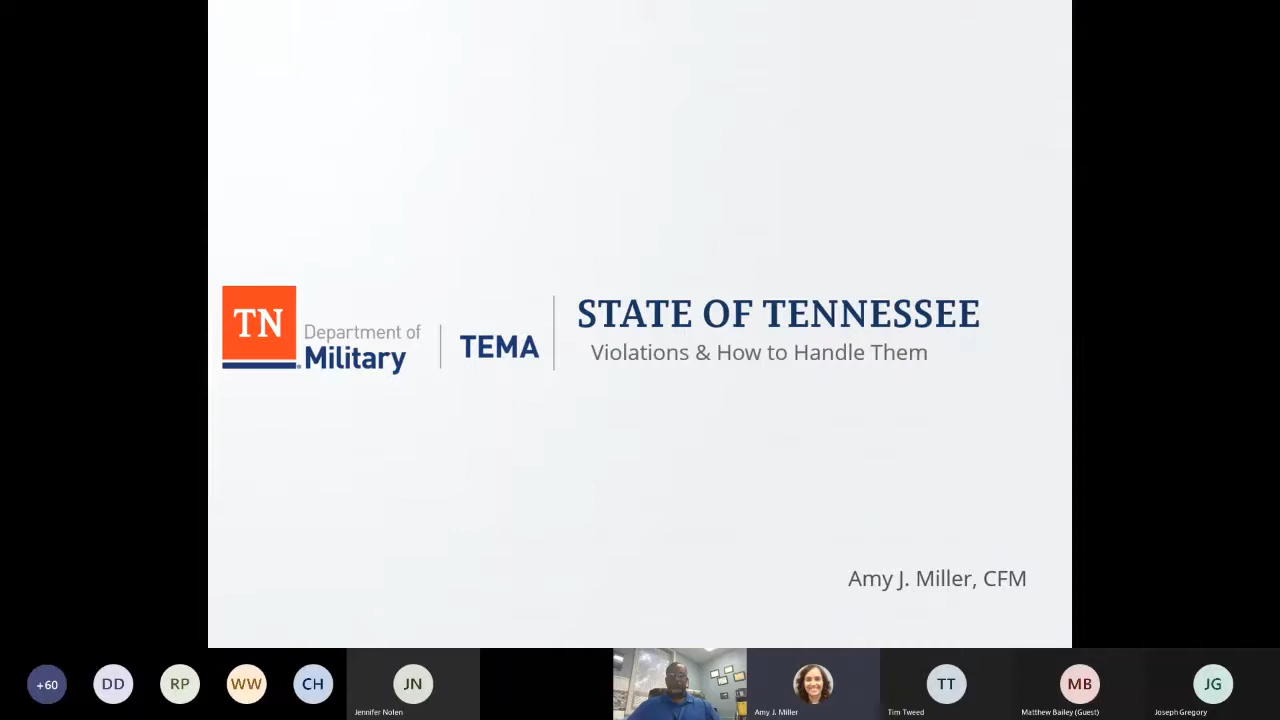 TN
Department of
Military
TEMA
STATE OF TENNESSEE
Violations & How to Handle Them
Amy J. Miller, CFM
+60
DD
RP
WW
CH
JN
Jennifer Nolen
Amy J. Miller
TT
Tim Tweed
MB
Matthew Bailey (Guest)
JG
Joseph Gregory